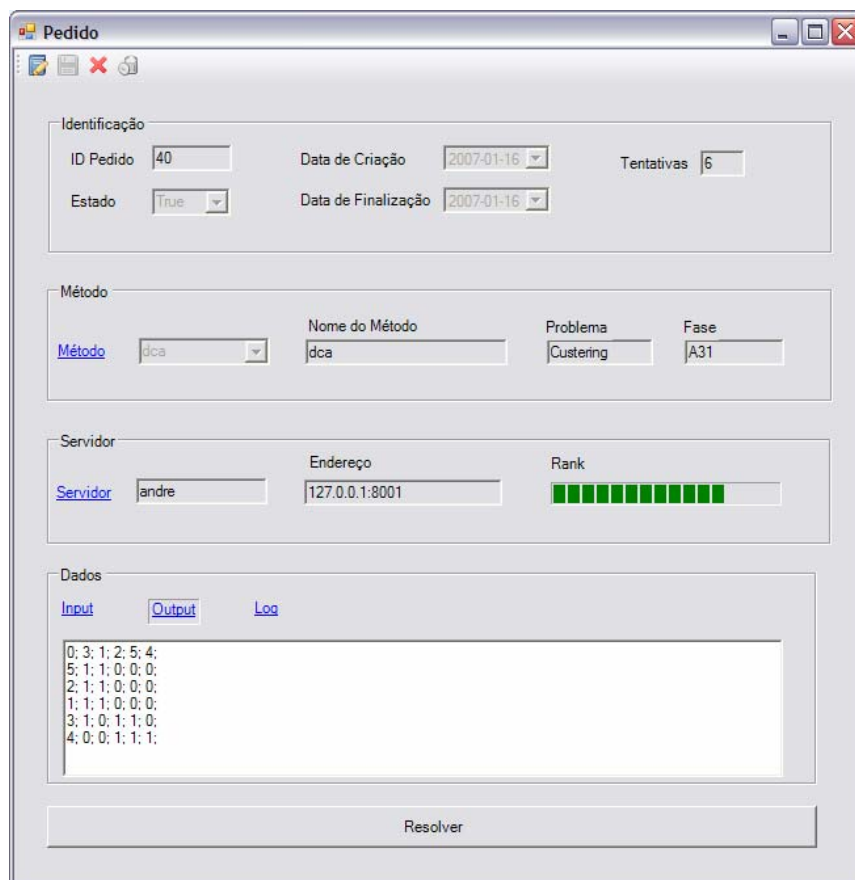 Pedido
Identificação
ID Pedido 40 Data de Criação 2007-01-16 Tentativas 6
Estado True Data de Finalização 2007-01-16
Método
Nome do Método Problema Fase
Método dca dca Custering A31
Servidor
Endereço Rank
Servidor andre 127.0.0.1:8001
Dados
Input Output Log
0; 3; 1; 2; 5; 4;
5; 1; 1; 0; 0; 0;
2; 1; 1; 0; 0; 0;
1; 1; 1; 0; 0; 0;
3; 1; 0; 1; 1; 0;
4; 0; 0; 1; 1; 1;
Resolver